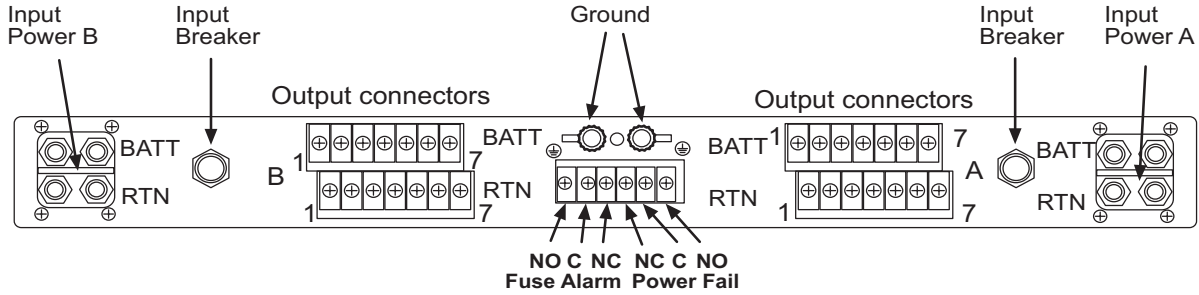 Input
Power B
Input
Breaker
Ground
Input
Breaker
Input
Power A
Output connectors
Output connectors
BATT
1
7
BATT
BATT
1
7
BATT
B
A
RTN
1
7
RTN
RTN
1
7
RTN
NO C NC NC C NO
Fuse Alarm Power Fail